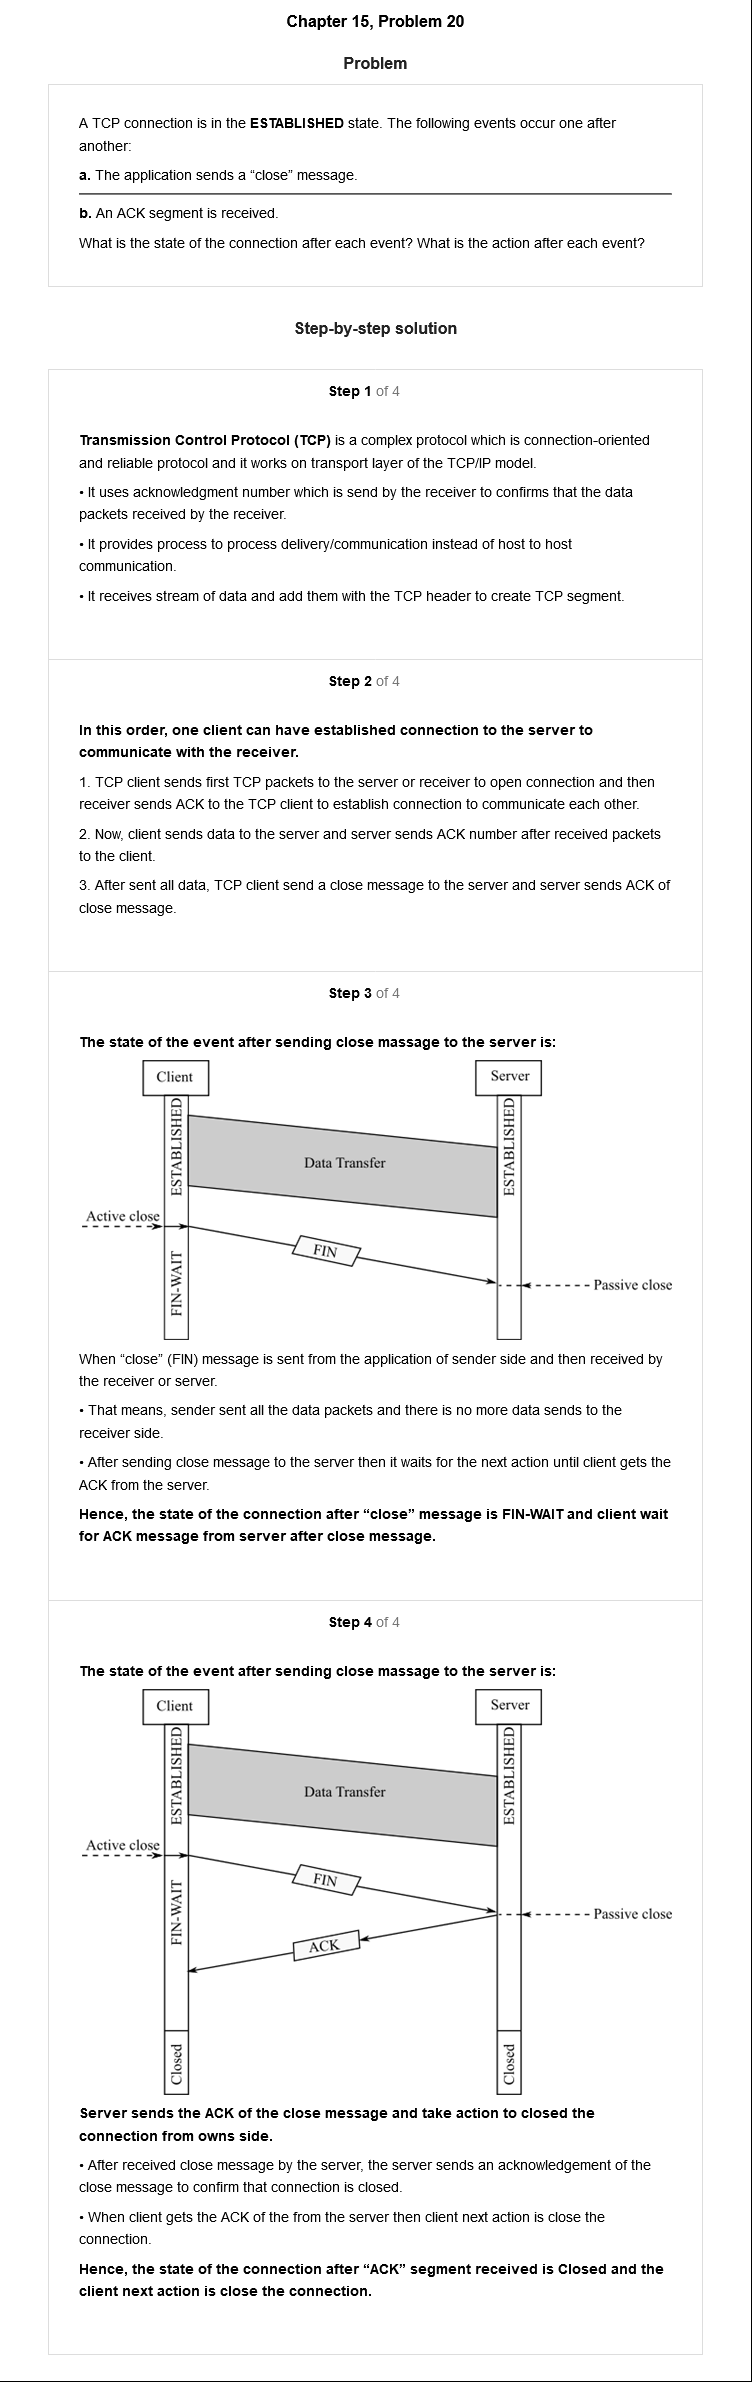 Chapter 15, Problem 20
Problem
A TCP connection is in the ESTABLISHED state. The following events occur one after
another:
a. The application sends a “close” message.
b. An ACK segment is received.
What is the state of the connection after each event? What is the action after each event?
Step-by-step solution
Step 1 of 4
Transmission Control Protocol (TCP) is a complex protocol which is connection-oriented
and reliable protocol and it works on transport layer of the TCP/IP model.
• It uses acknowledgment number which is send by the receiver to confirms that the data
packets received by the receiver.
• It provides process to process delivery/communication instead of host to host
communication.
• It receives stream of data and add them with the TCP header to create TCP segment.
Step 2 of 4
In this order, one client can have established connection to the server to
communicate with the receiver.
1. TCP client sends first TCP packets to the server or receiver to open connection and then
receiver sends ACK to the TCP client to establish connection to communicate each other.
2. Now, client sends data to the server and server sends ACK number after received packets
to the client.
3. After sent all data, TCP client send a close message to the server and server sends ACK of
close message.
Step 3 of 4
The state of the event after sending close massage to the server is:
Client
Server
ESTABLISHED
ESTABLISHED
Data Transfer
Active close
FIN
FIN-WAIT
Passive close
When “close” (FIN) message is sent from the application of sender side and then received by
the receiver or server.
• That means, sender sent all the data packets and there is no more data sends to the
receiver side.
• After sending close message to the server then it waits for the next action until client gets the
ACK from the server.
Hence, the state of the connection after “close” message is FIN-WAIT and client wait
for ACK message from server after close message.
Step 4 of 4
The state of the event after sending close massage to the server is:
Client
Server
ESTABLISHED
ESTABLISHED
Data Transfer
Active close
FIN
FIN-WAIT
Passive close
ACK
Closed
Closed
Server sends the ACK of the close message and take action to closed the
connection from owns side.
• After received close message by the server, the server sends an acknowledgement of the
close message to confirm that connection is closed.
• When client gets the ACK of the from the server then client next action is close the
connection.
Hence, the state of the connection after “ACK” segment received is Closed and the
client next action is close the connection.